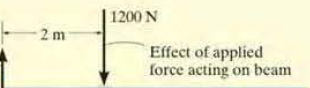 1200 N
2 m
Effect of applied
force acting on beam